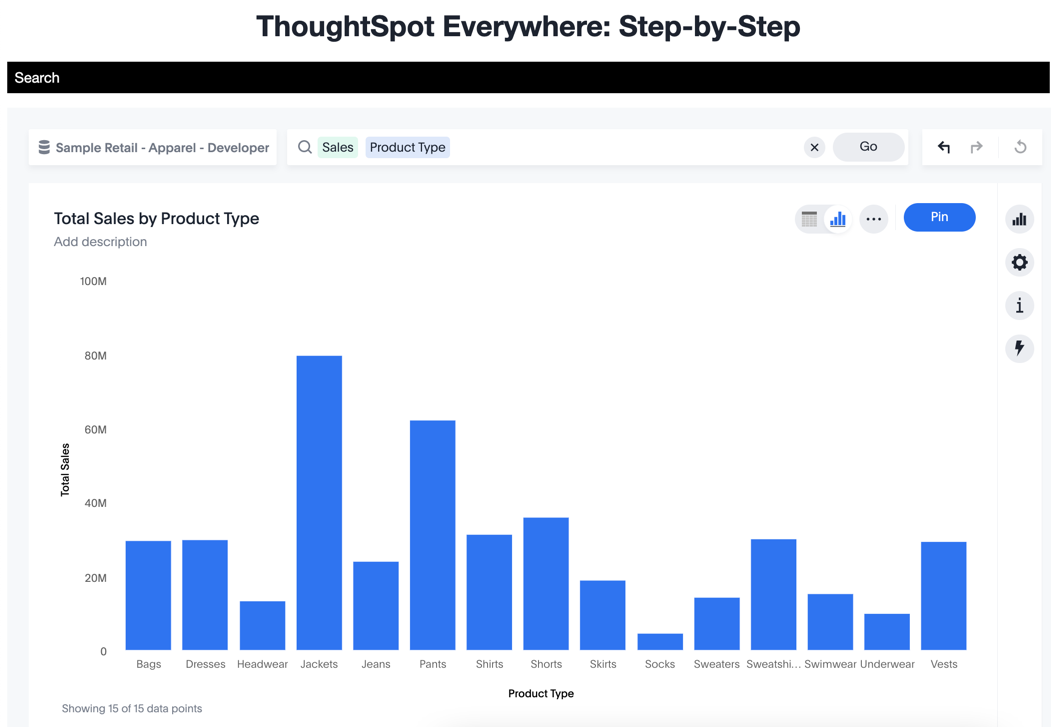 ThoughtSpot Everywhere: Step-by-Step
Search
Sample Retail - Apparel - Developer
Sales Product Type
Go
Total Sales by Product Type
Add description
Pin
100M
80M
60M
40M
20M
0
Total Sales
Bags Dresses Headwear Jackets Jeans Pants Shirts Shorts Skirts Socks Sweaters Sweatshi... Swimwear Underwear Vests
Product Type
Showing 15 of 15 data points